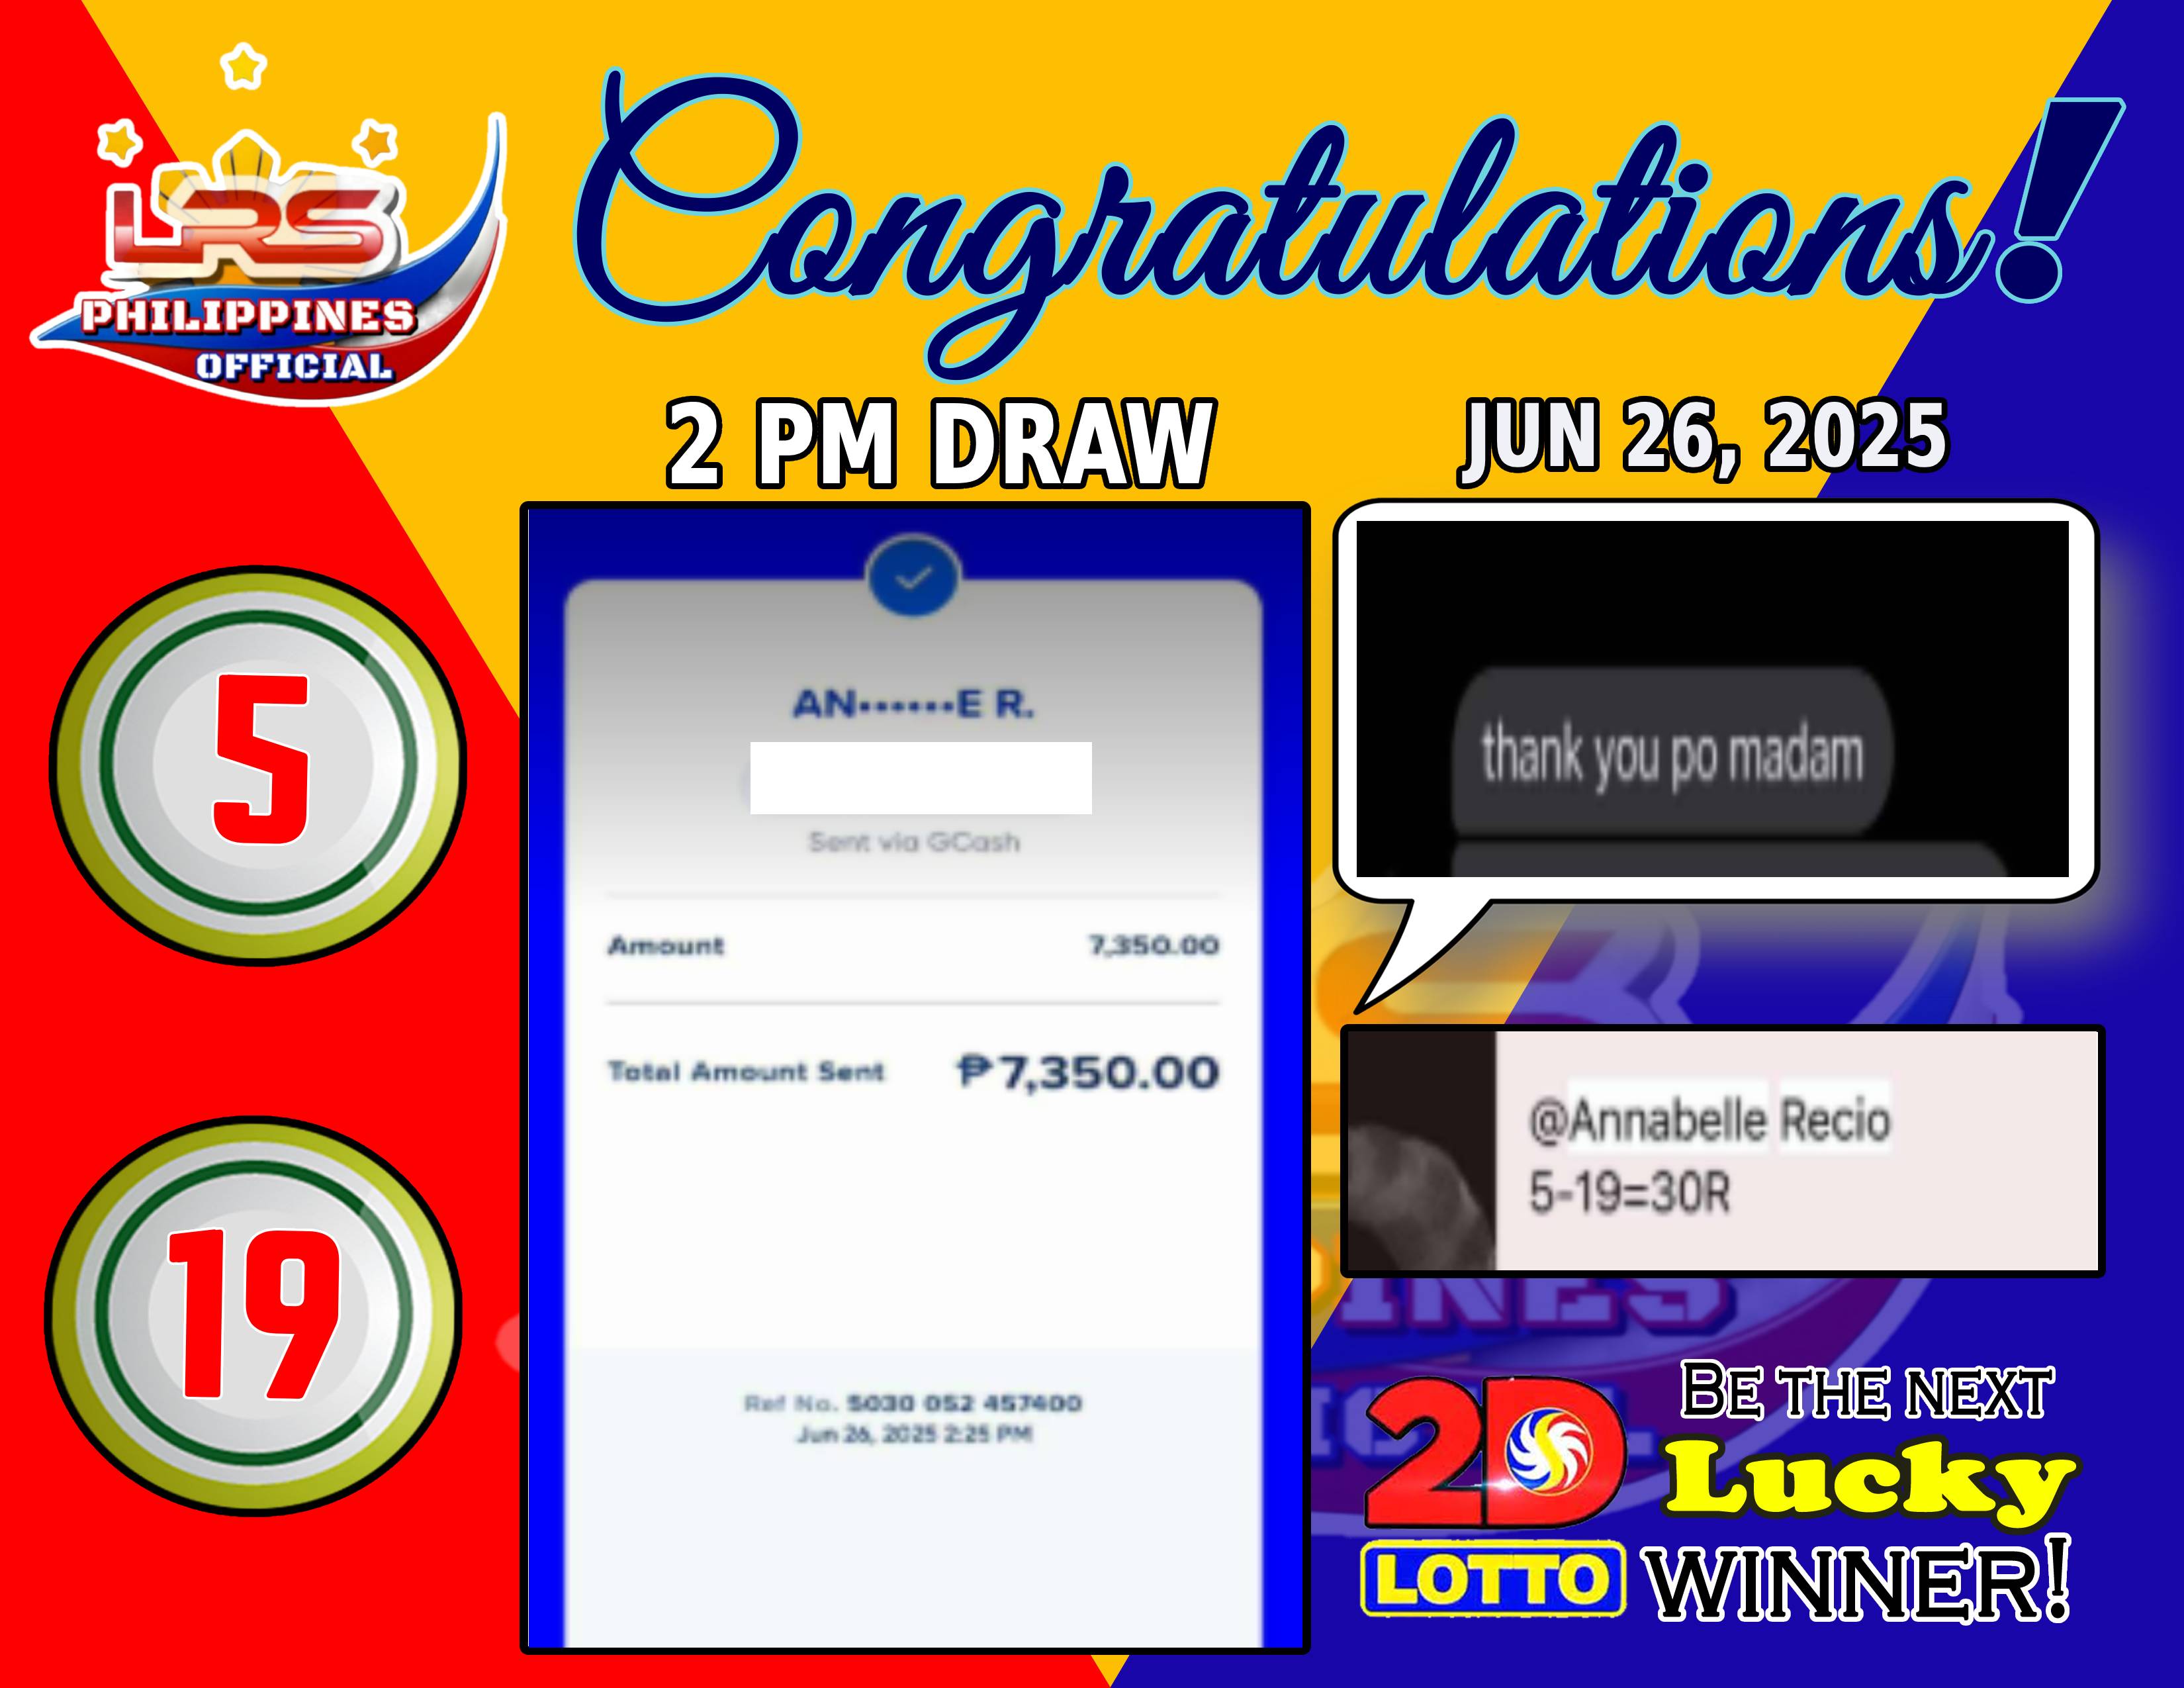 LRS
PHILIPPINES
OFFICIAL
Congratulations!
2 PM DRAW
JUN 26, 2025
5
19
AN••••••E R.
Sent via GCash
Amount 7,350.00
Total Amount Sent ₱7,350.00
Ref No. 5030 052 457400
Jun 26, 2025 2:25 PM
thank you po madam
@Annabelle Recio
5-19=30R
2D
LOTTO
BE THE NEXT
Lucky
WINNER!